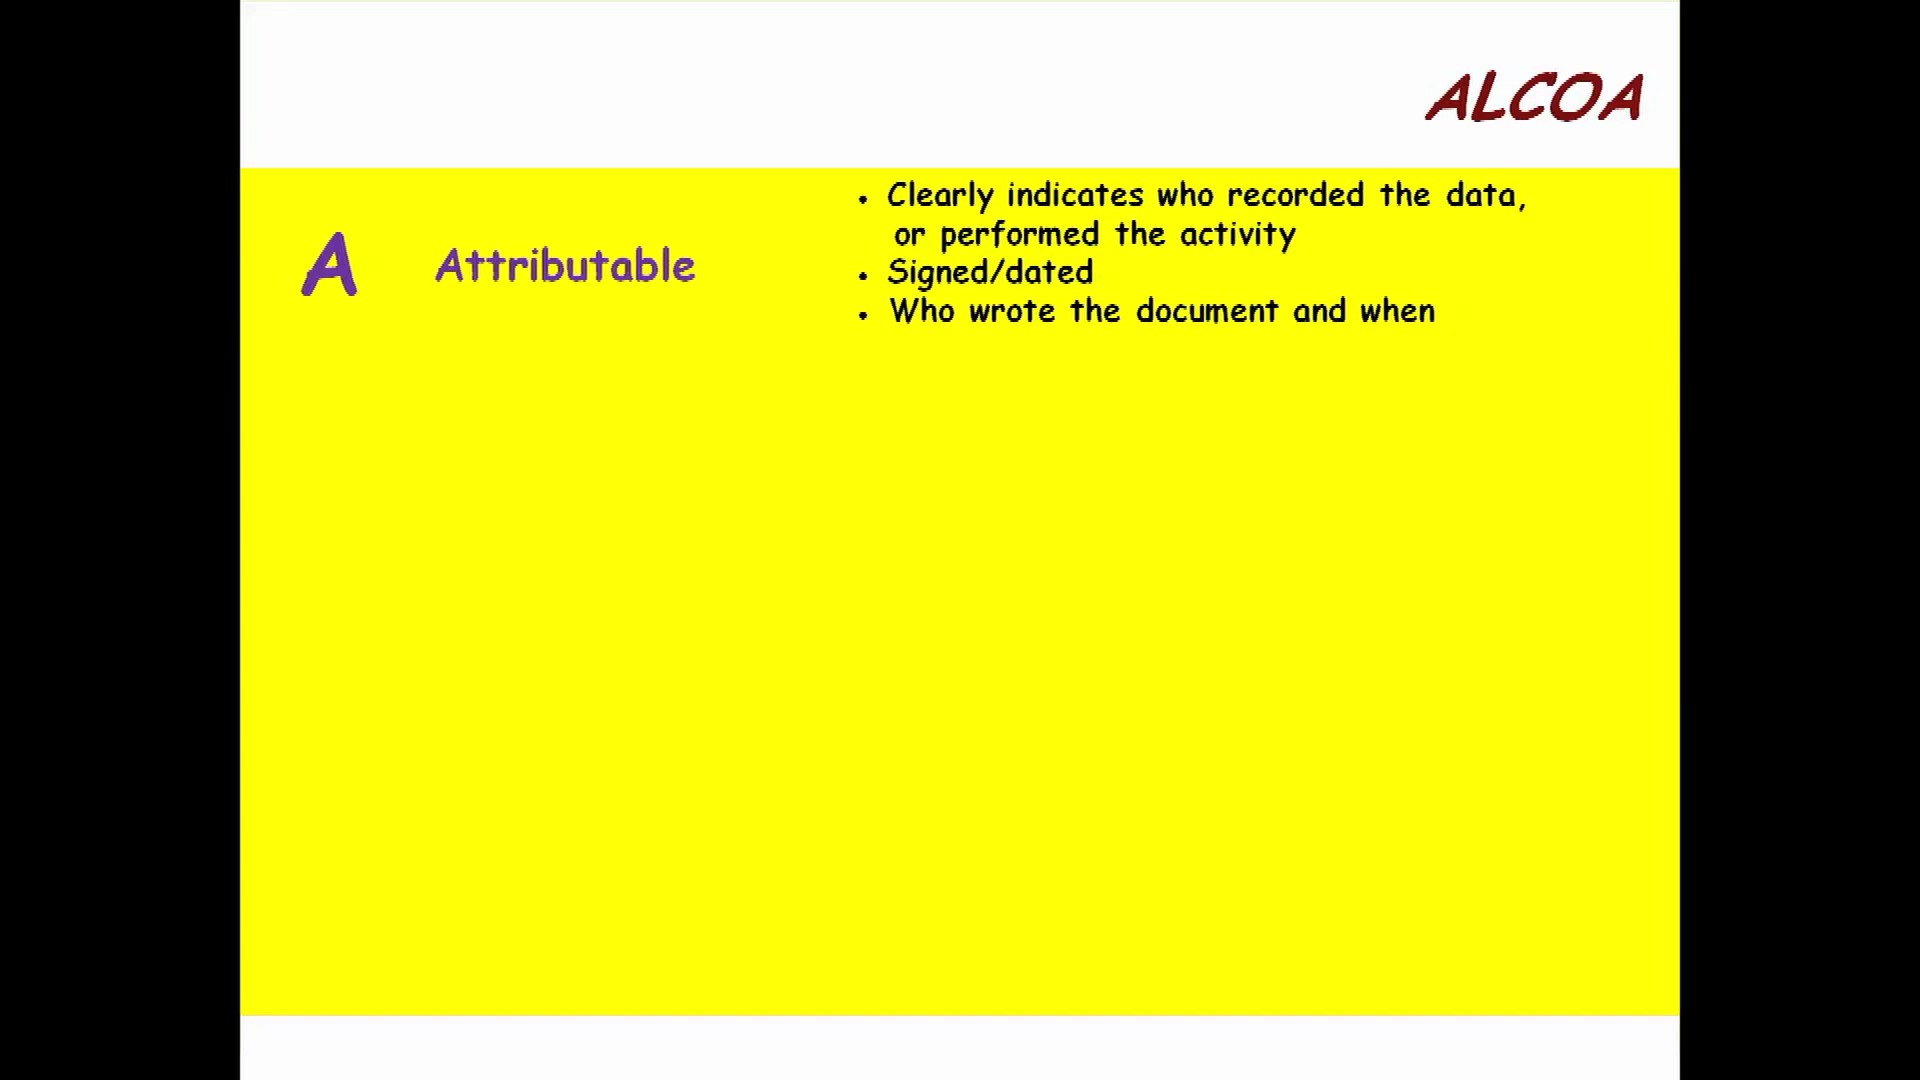 ALCOA
A Attributable
• Clearly indicates who recorded the data,
or performed the activity
• Signed/dated
• Who wrote the document and when